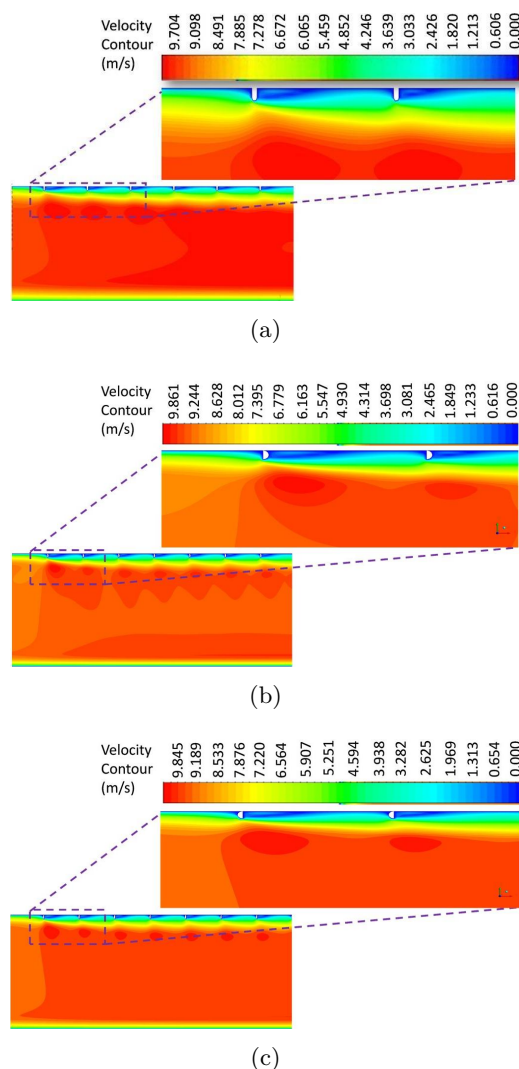 Velocity
Contour
(m/s)
9.704 9.098 8.491 7.885 7.278 6.672 6.065 5.459 4.852 4.246 3.639 3.033 2.426 1.820 1.213 0.606 0.000
(a)
Velocity
Contour
(m/s)
9.861 9.244 8.628 8.012 7.395 6.779 6.163 5.547 4.930 4.314 3.698 3.081 2.465 1.849 1.233 0.616 0.000
(b)
Velocity
Contour
(m/s)
9.845 9.189 8.533 7.876 7.220 6.564 5.907 5.251 4.594 3.938 3.282 2.625 1.969 1.313 0.654 0.000
(c)